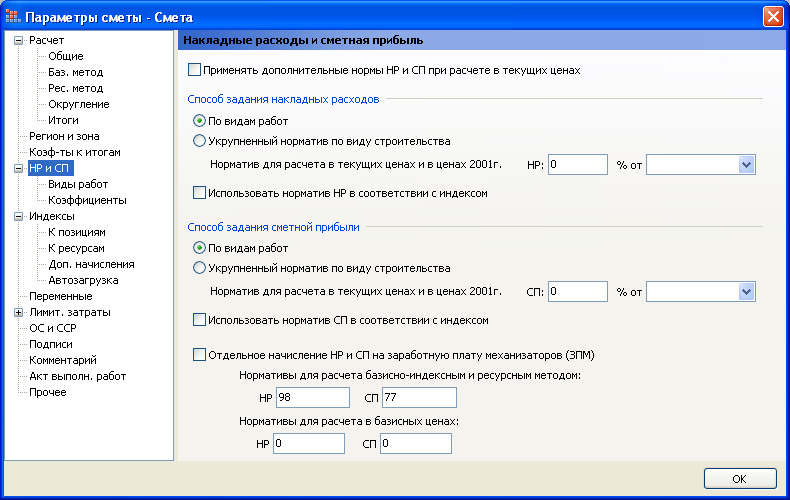 Параметры сметы - Смета
Расчет
Общие
Баз. метод
Рес. метод
Округление
Итоги
Регион и зона
Коэф-ты к итогам
НР и СП
Виды работ
Коэффициенты
Индексы
К позициям
К ресурсам
Доп. начисления
Автозагрузка
Переменные
Лимит. затраты
ОС и ССР
Подписи
Комментарий
Акт выполн. работ
Прочее
Накладные расходы и сметная прибыль
Применять дополнительные нормы НР и СП при расчете в текущих ценах
Способ задания накладных расходов
По видам работ
Укрупненный норматив по виду строительства
Норматив для расчета в текущих ценах и в ценах 2001г. НР: 0 % от
Использовать норматив НР в соответствии с индексом
Способ задания сметной прибыли
По видам работ
Укрупненный норматив по виду строительства
Норматив для расчета в текущих ценах и в ценах 2001г. СП: 0 % от
Использовать норматив СП в соответствии с индексом
Отдельное начисление НР и СП на заработную плату механизаторов (ЗПМ)
Нормативы для расчета базисно-индексным и ресурсным методом:
НР 98 СП 77
Нормативы для расчета в базисных ценах:
НР 0 СП 0
ОК